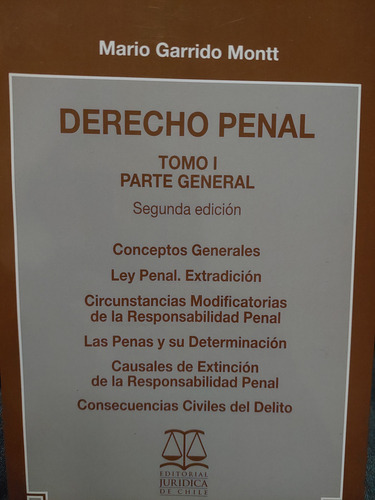 Mario Garrido Montt
DERECHO PENAL
TOMO I
PARTE GENERAL
Segunda edición
Conceptos Generales
Ley Penal. Extradición
Circunstancias Modificatorias
de la Responsabilidad Penal
Las Penas y su Determinación
Causales de Extinción
de la Responsabilidad Penal
Consecuencias Civiles del Delito
EDITORIAL
JURIDICA
DE CHILE